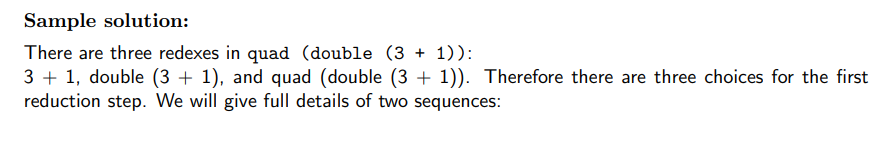 Sample solution:
There are three redexes in quad (double (3 + 1)):
3 + 1, double (3 + 1), and quad (double (3 + 1)). Therefore there are three choices for the first
reduction step. We will give full details of two sequences: